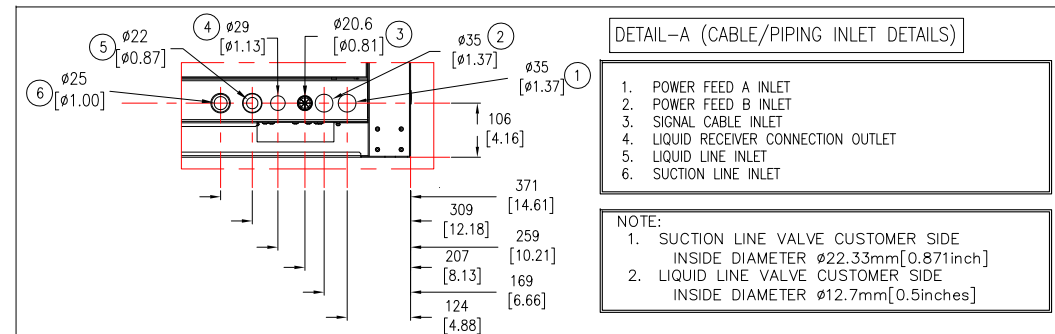 ④ ø29
[ø1.13]
ø20.6
[ø0.81] ③
ø35 ②
[ø1.37]
⑤ ø22
[ø0.87]
ø35
[ø1.37] ①
⑥ ø25
[ø1.00]
106
[4.16]
371
[14.61]
309
[12.18]
259
[10.21]
207
[8.13]
169
[6.66]
124
[4.88]
DETAIL-A (CABLE/PIPING INLET DETAILS)
1. POWER FEED A INLET
2. POWER FEED B INLET
3. SIGNAL CABLE INLET
4. LIQUID RECEIVER CONNECTION OUTLET
5. LIQUID LINE INLET
6. SUCTION LINE INLET
NOTE:
1. SUCTION LINE VALVE CUSTOMER SIDE
INSIDE DIAMETER ø22.33mm[0.871inch]
2. LIQUID LINE VALVE CUSTOMER SIDE
INSIDE DIAMETER ø12.7mm[0.5inches]